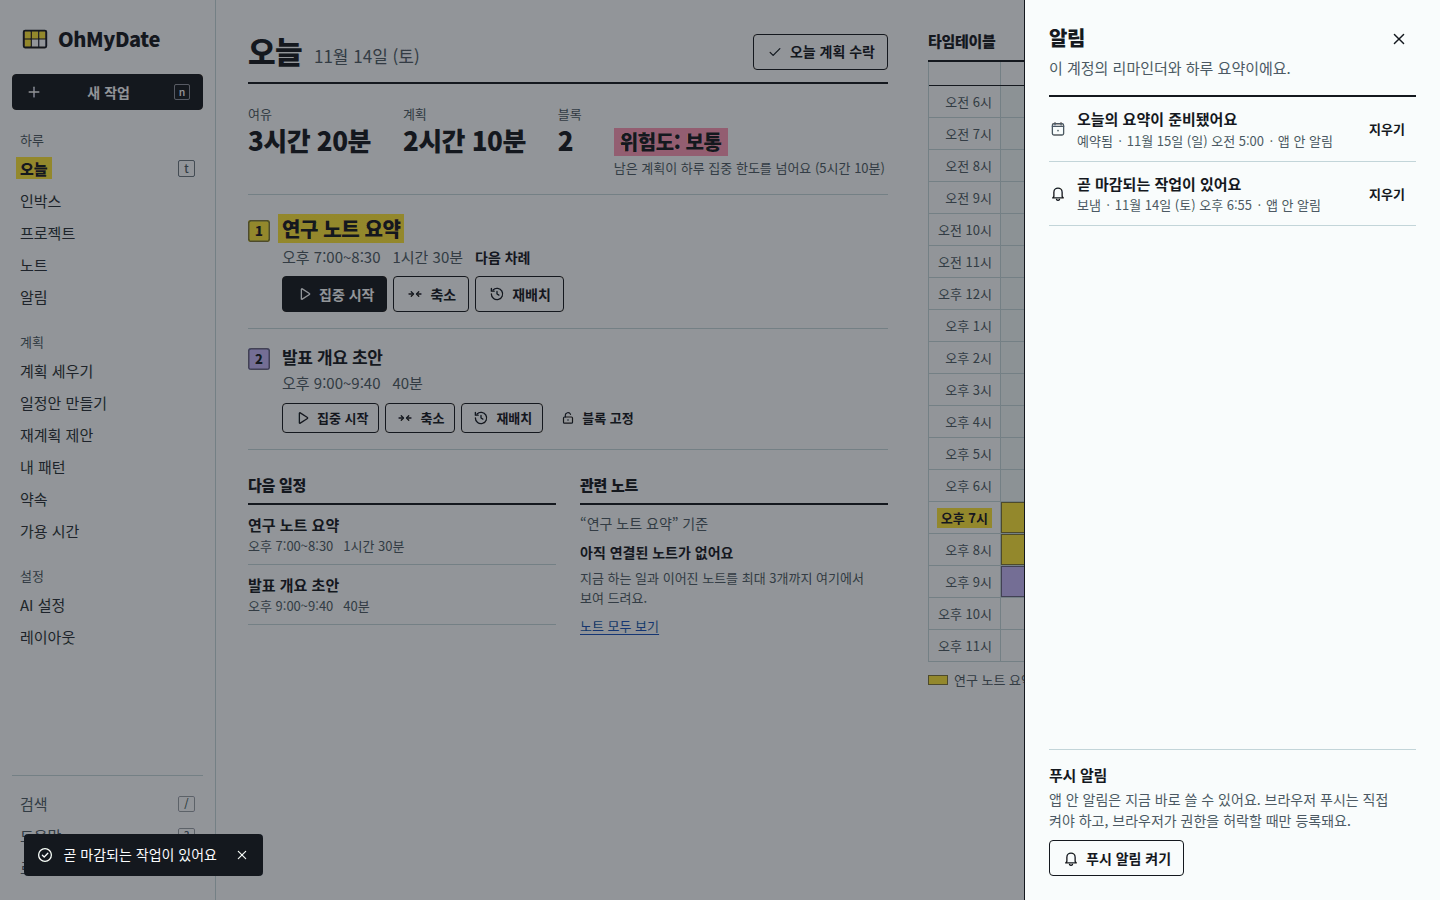 OhMyDate
새 작업
n
하루
오늘
t
인박스
프로젝트
노트
알림
계획
계획 세우기
일정안 만들기
재계획 제안
내 패턴
약속
가용 시간
설정
AI 설정
레이아웃
검색
/
곧 마감되는 작업이 있어요
오늘 11월 14일 (토)
오늘 계획 수락
여유
3시간 20분
계획
2시간 10분
블록
2
위험도: 보통
남은 계획이 하루 집중 한도를 넘어요 (5시간 10분)
1 연구 노트 요약
오후 7:00~8:30 1시간 30분 다음 차례
집중 시작
축소
재배치
2 발표 개요 초안
오후 9:00~9:40 40분
집중 시작
축소
재배치
블록 고정
다음 일정
연구 노트 요약
오후 7:00~8:30 1시간 30분
발표 개요 초안
오후 9:00~9:40 40분
관련 노트
“연구 노트 요약” 기준
아직 연결된 노트가 없어요
지금 하는 일과 이어진 노트를 최대 3개까지 여기에서
보여 드려요.
노트 모두 보기
타임테이블
오전 6시
오전 7시
오전 8시
오전 9시
오전 10시
오전 11시
오후 12시
오후 1시
오후 2시
오후 3시
오후 4시
오후 5시
오후 6시
오후 7시
오후 8시
오후 9시
오후 10시
오후 11시
연구 노트
알림
이 계정의 리마인더와 하루 요약이에요.
오늘의 요약이 준비됐어요
예약됨 · 11월 15일 (일) 오전 5:00 · 앱 안 알림
지우기
곧 마감되는 작업이 있어요
보냄 · 11월 14일 (토) 오후 6:55 · 앱 안 알림
지우기
푸시 알림
앱 안 알림은 지금 바로 쓸 수 있어요. 브라우저 푸시는 직접
켜야 하고, 브라우저가 권한을 허락할 때만 등록돼요.
푸시 알림 켜기